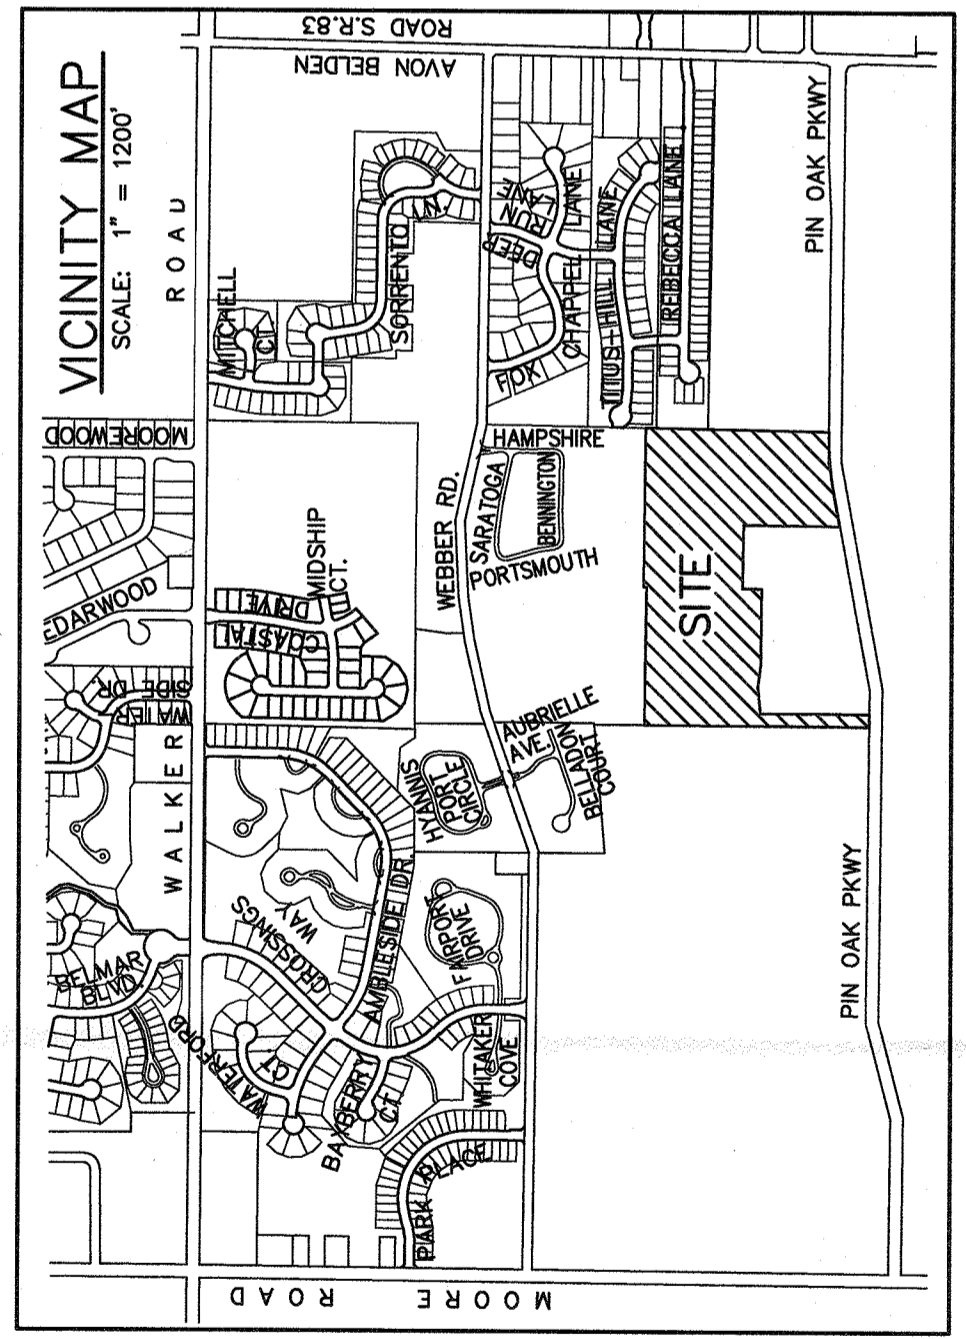 VICINITY MAP
SCALE: 1" = 1200'
ROAD S.R.83
AVON BELDEN
WALKER
ROAD
PIN OAK PKWY
PIN OAK PKWY
MITCHELL
SORRENTO
DEER
RUN
LANE
CHAPPEL LANE
FOX
TITUS HILL LANE
REBECCA LANE
MOOREWOOD
HAMPSHIRE
SARATOGA
BENNINGTON
PORTSMOUTH
WEBBER RD.
MIDSHIP
CT.
COASTAL
DRIVE
EDARWOOD
WATER
SIDE DR
SITE
AUBRIELLE
AVE.
BELLADON
COURT
HYANNIS
PORT
CIRCLE
CROSSINGS
WAY
AMBLESIDE DR.
FAIRPORT
DRIVE
BELMAR
BLVD
WATERFORD
CT.
BAYBERRY
CT.
WHITAKER
COVE
PARK PLACE
MOORE ROAD